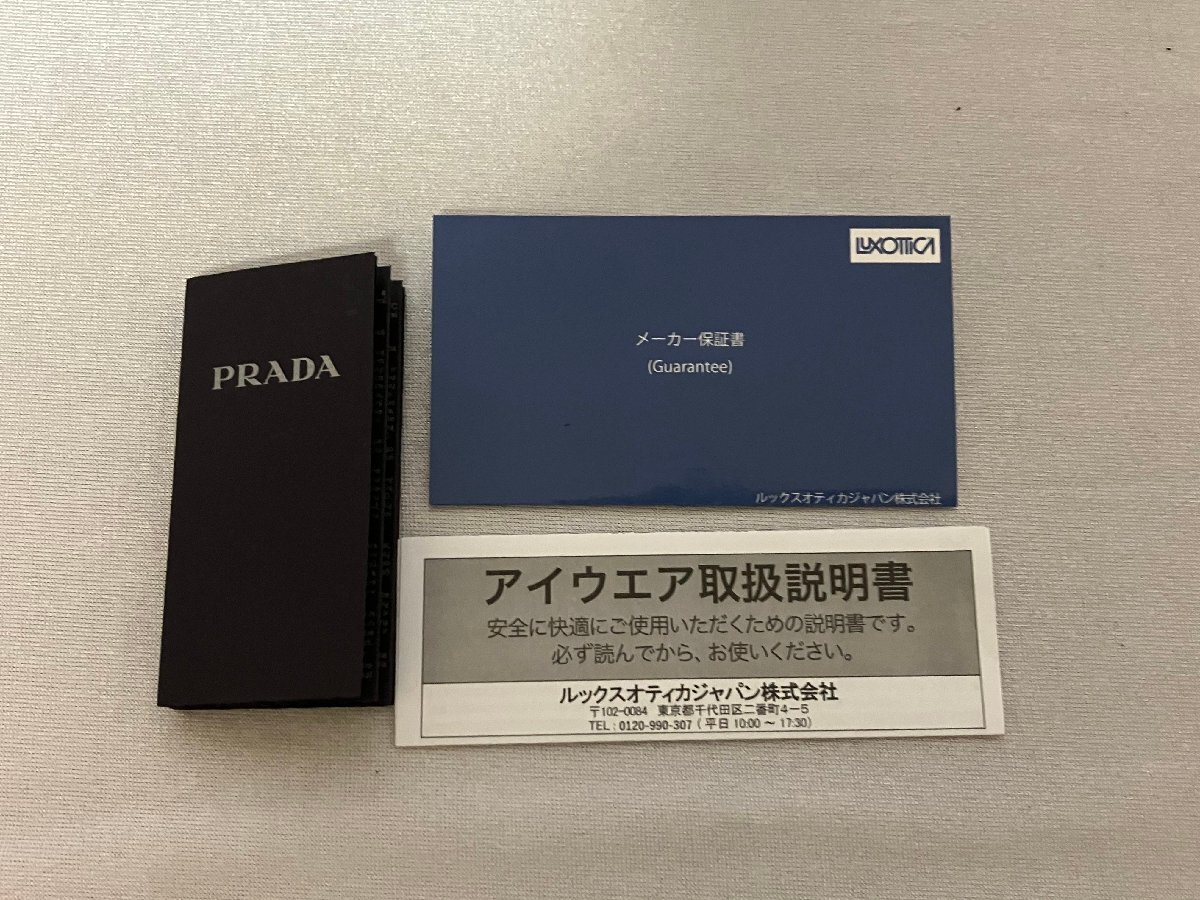 PRADA
LUXOTTICA
メーカー保証書
(Guarantee)
ルックスオティカジャパン株式会社
アイウエア取扱説明書
安全に快適にご使用いただくための説明書です。
必ず読んでから、お使いください。
ルックスオティカジャパン株式会社
〒102-0084 東京都千代田区二番町4－5
TEL : 0120-990-307 ( 平日 10:00 ～ 17:30)